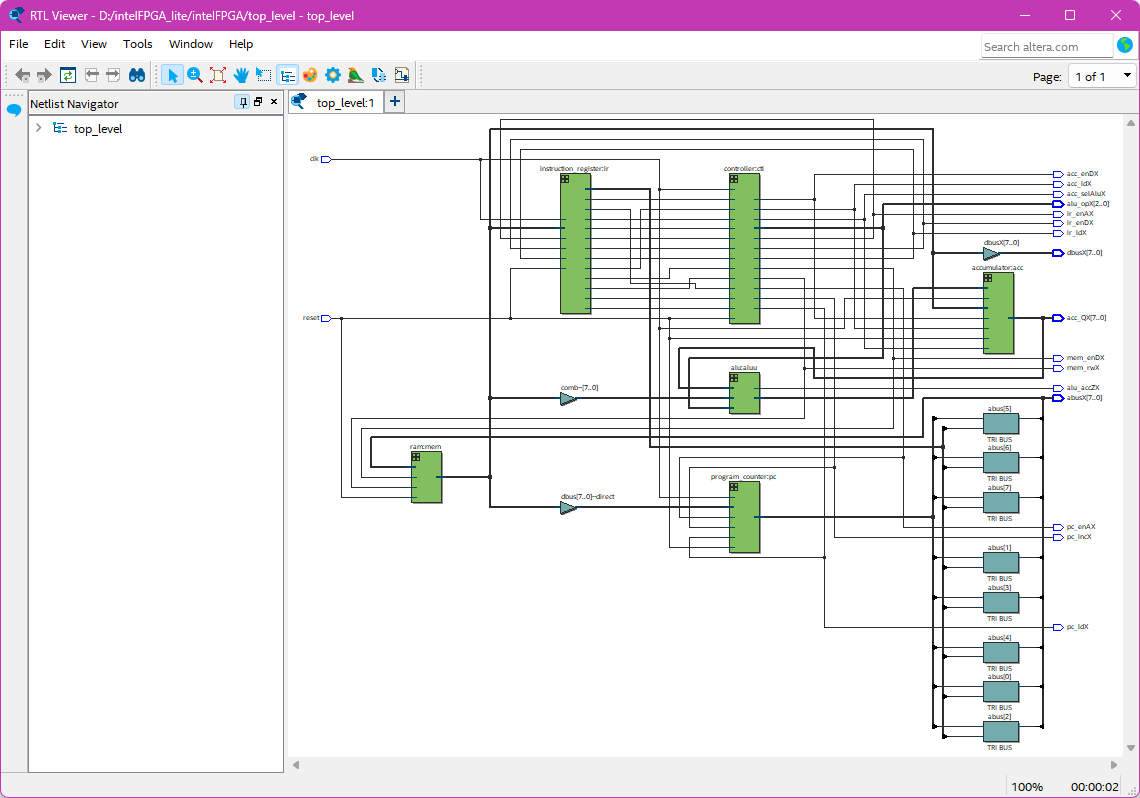 RTL Viewer - D:/intelFPGA_lite/intelFPGA/top_level - top_level
File Edit View Tools Window Help
Search altera.com
Page: 1 of 1
Netlist Navigator
top_level:1
top_level
clk
instruction_register:ir
controller:ctl
acc_enDX
acc_ldX
acc_selAluX
alu_opX[2..0]
ir_enAX
ir_enDX
ir_ldX
dbusX[7..0]
dbusX[7..0]
accumulator:acc
reset
acc_QX[7..0]
mem_enDX
mem_rwX
alu:aluu
comb~[7..0]
alu_accZX
abusX[7..0]
abus[5]
TRI BUS
ram:mem
abus[6]
TRI BUS
program_counter:pc
abus[7]
dbus[7..0]~direct
TRI BUS
pc_enAX
pc_incX
abus[1]
TRI BUS
abus[3]
TRI BUS
pc_ldX
abus[4]
TRI BUS
abus[0]
TRI BUS
abus[2]
TRI BUS
100% 00:00:02